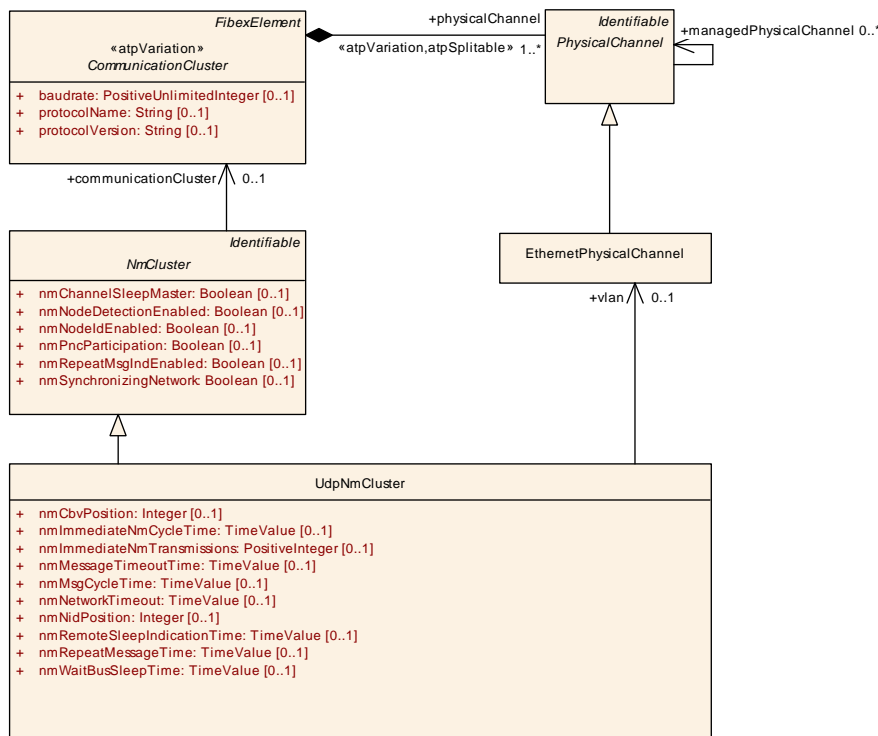 FibexElement
«atpVariation»
CommunicationCluster
+ baudrate: PositiveUnlimitedInteger [0..1]
+ protocolName: String [0..1]
+ protocolVersion: String [0..1]
+physicalChannel
«atpVariation,atpSplitable» 1..*
Identifiable
PhysicalChannel
+managedPhysicalChannel 0..*
+communicationCluster 0..1
Identifiable
NmCluster
+ nmChannelSleepMaster: Boolean [0..1]
+ nmNodeDetectionEnabled: Boolean [0..1]
+ nmNodeIdEnabled: Boolean [0..1]
+ nmPncParticipation: Boolean [0..1]
+ nmRepeatMsgIndEnabled: Boolean [0..1]
+ nmSynchronizingNetwork: Boolean [0..1]
EthernetPhysicalChannel
+vlan 0..1
UdpNmCluster
+ nmCbvPosition: Integer [0..1]
+ nmImmediateNmCycleTime: TimeValue [0..1]
+ nmImmediateNmTransmissions: PositiveInteger [0..1]
+ nmMessageTimeoutTime: TimeValue [0..1]
+ nmMsgCycleTime: TimeValue [0..1]
+ nmNetworkTimeout: TimeValue [0..1]
+ nmNidPosition: Integer [0..1]
+ nmRemoteSleepIndicationTime: TimeValue [0..1]
+ nmRepeatMessageTime: TimeValue [0..1]
+ nmWaitBusSleepTime: TimeValue [0..1]